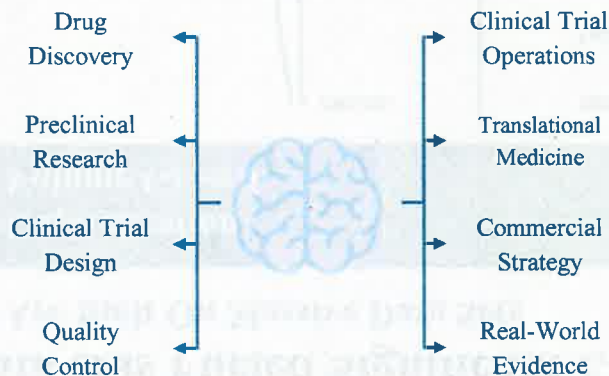 Drug
Discovery
Preclinical
Research
Clinical Trial
Design
Quality
Control
Clinical Trial
Operations
Translational
Medicine
Commercial
Strategy
Real-World
Evidence